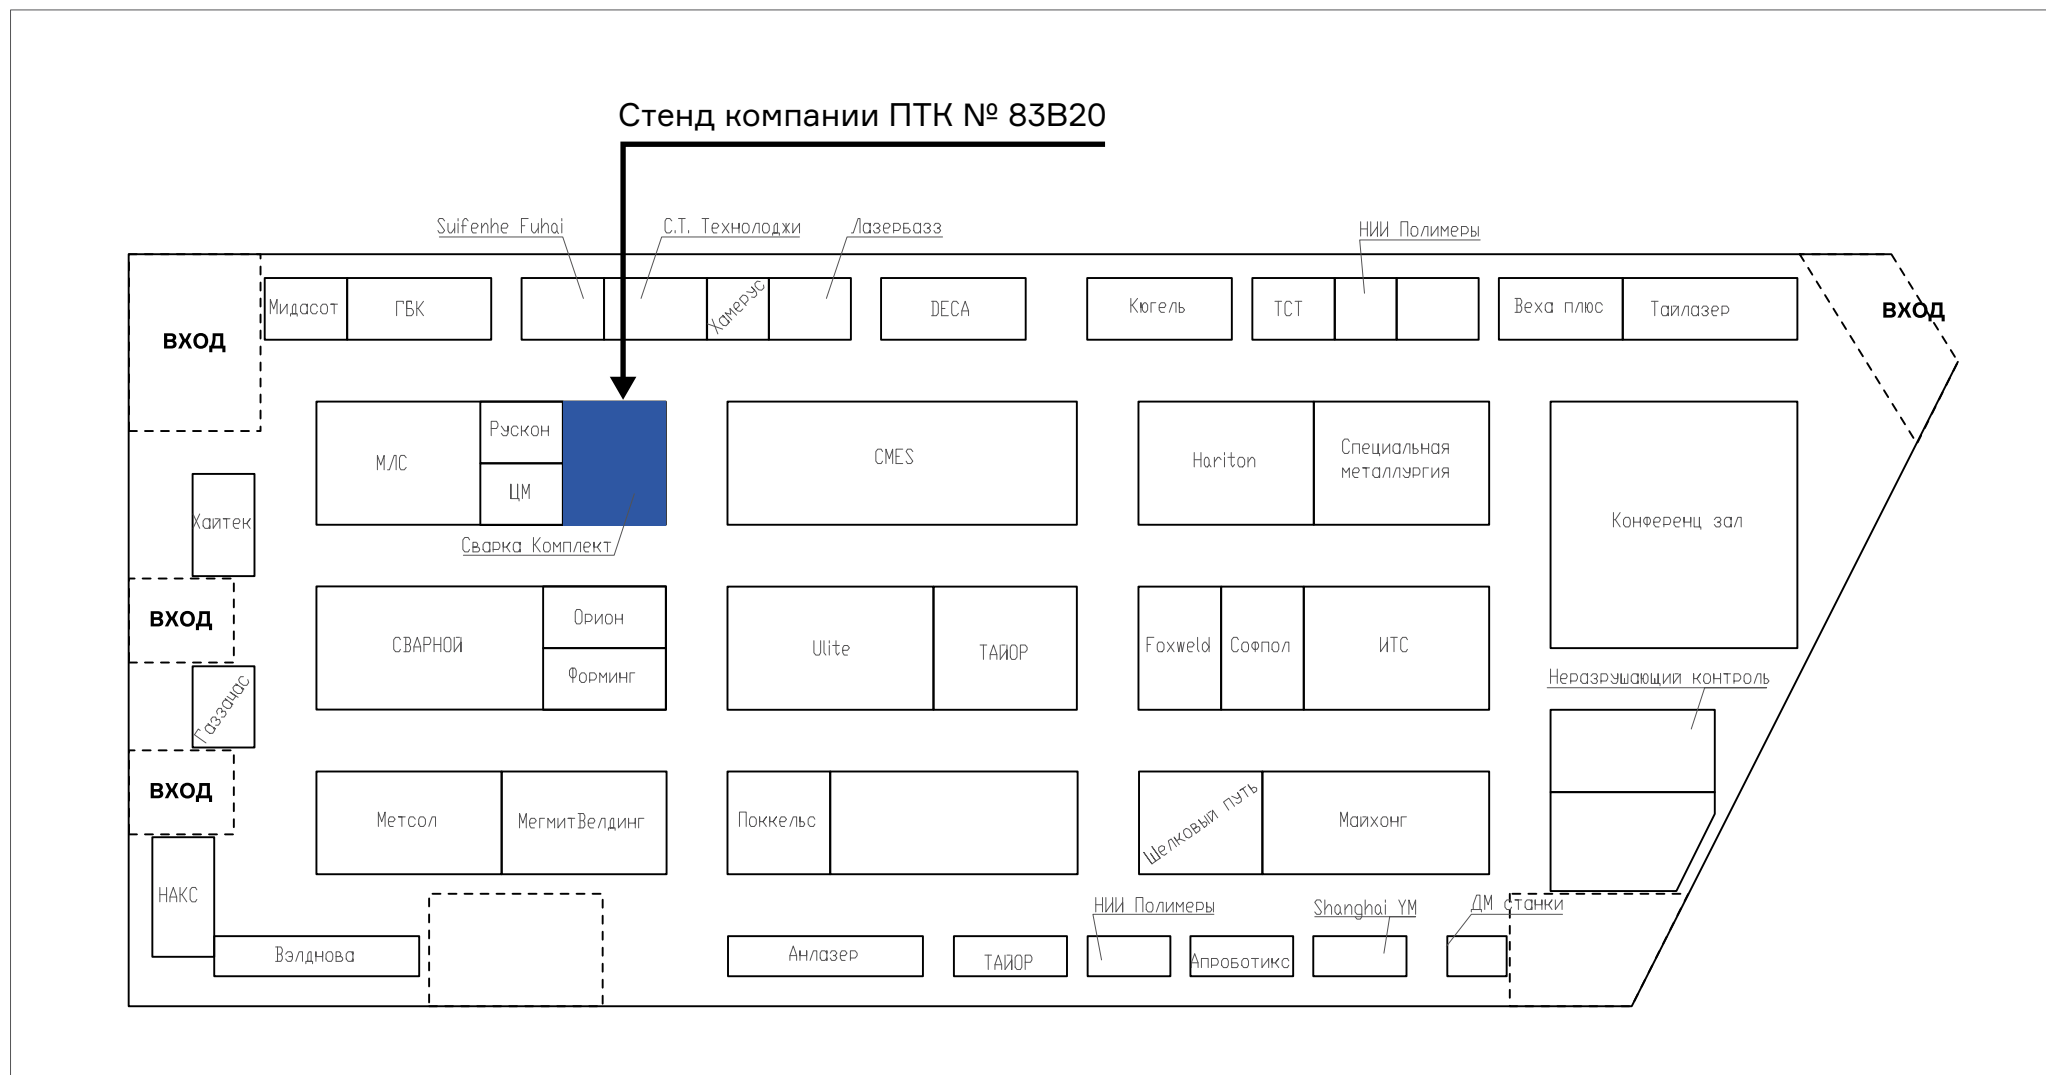 Стенд компании ПТК № 83В20
Suifenhe Fuhai
С.Т. Технолоджи
Лазербазз
НИИ Полимеры
ВХОД
Мидасот
ГБК
Хамерус
DECA
Кюгель
ТСТ
Веха плюс
Тайлазер
ВХОД
МЛС
Рускон
ЦМ
Сварка Комплект
CMES
Hariton
Специальная
металлургия
Конференц зал
Хайтек
ВХОД
СВАРНОЙ
Орион
Форминг
Ulite
ТАЙОР
Foxweld
Софпол
ИТС
Неразрушающий контроль
Газзачас
ВХОД
Метсол
МегмитВелдинг
Поккельс
Шелковый путь
Майхонг
НАКС
Вэлднова
Анлазер
ТАЙОР
НИИ Полимеры
Апроботикс
Shanghai YM
ДМ станки